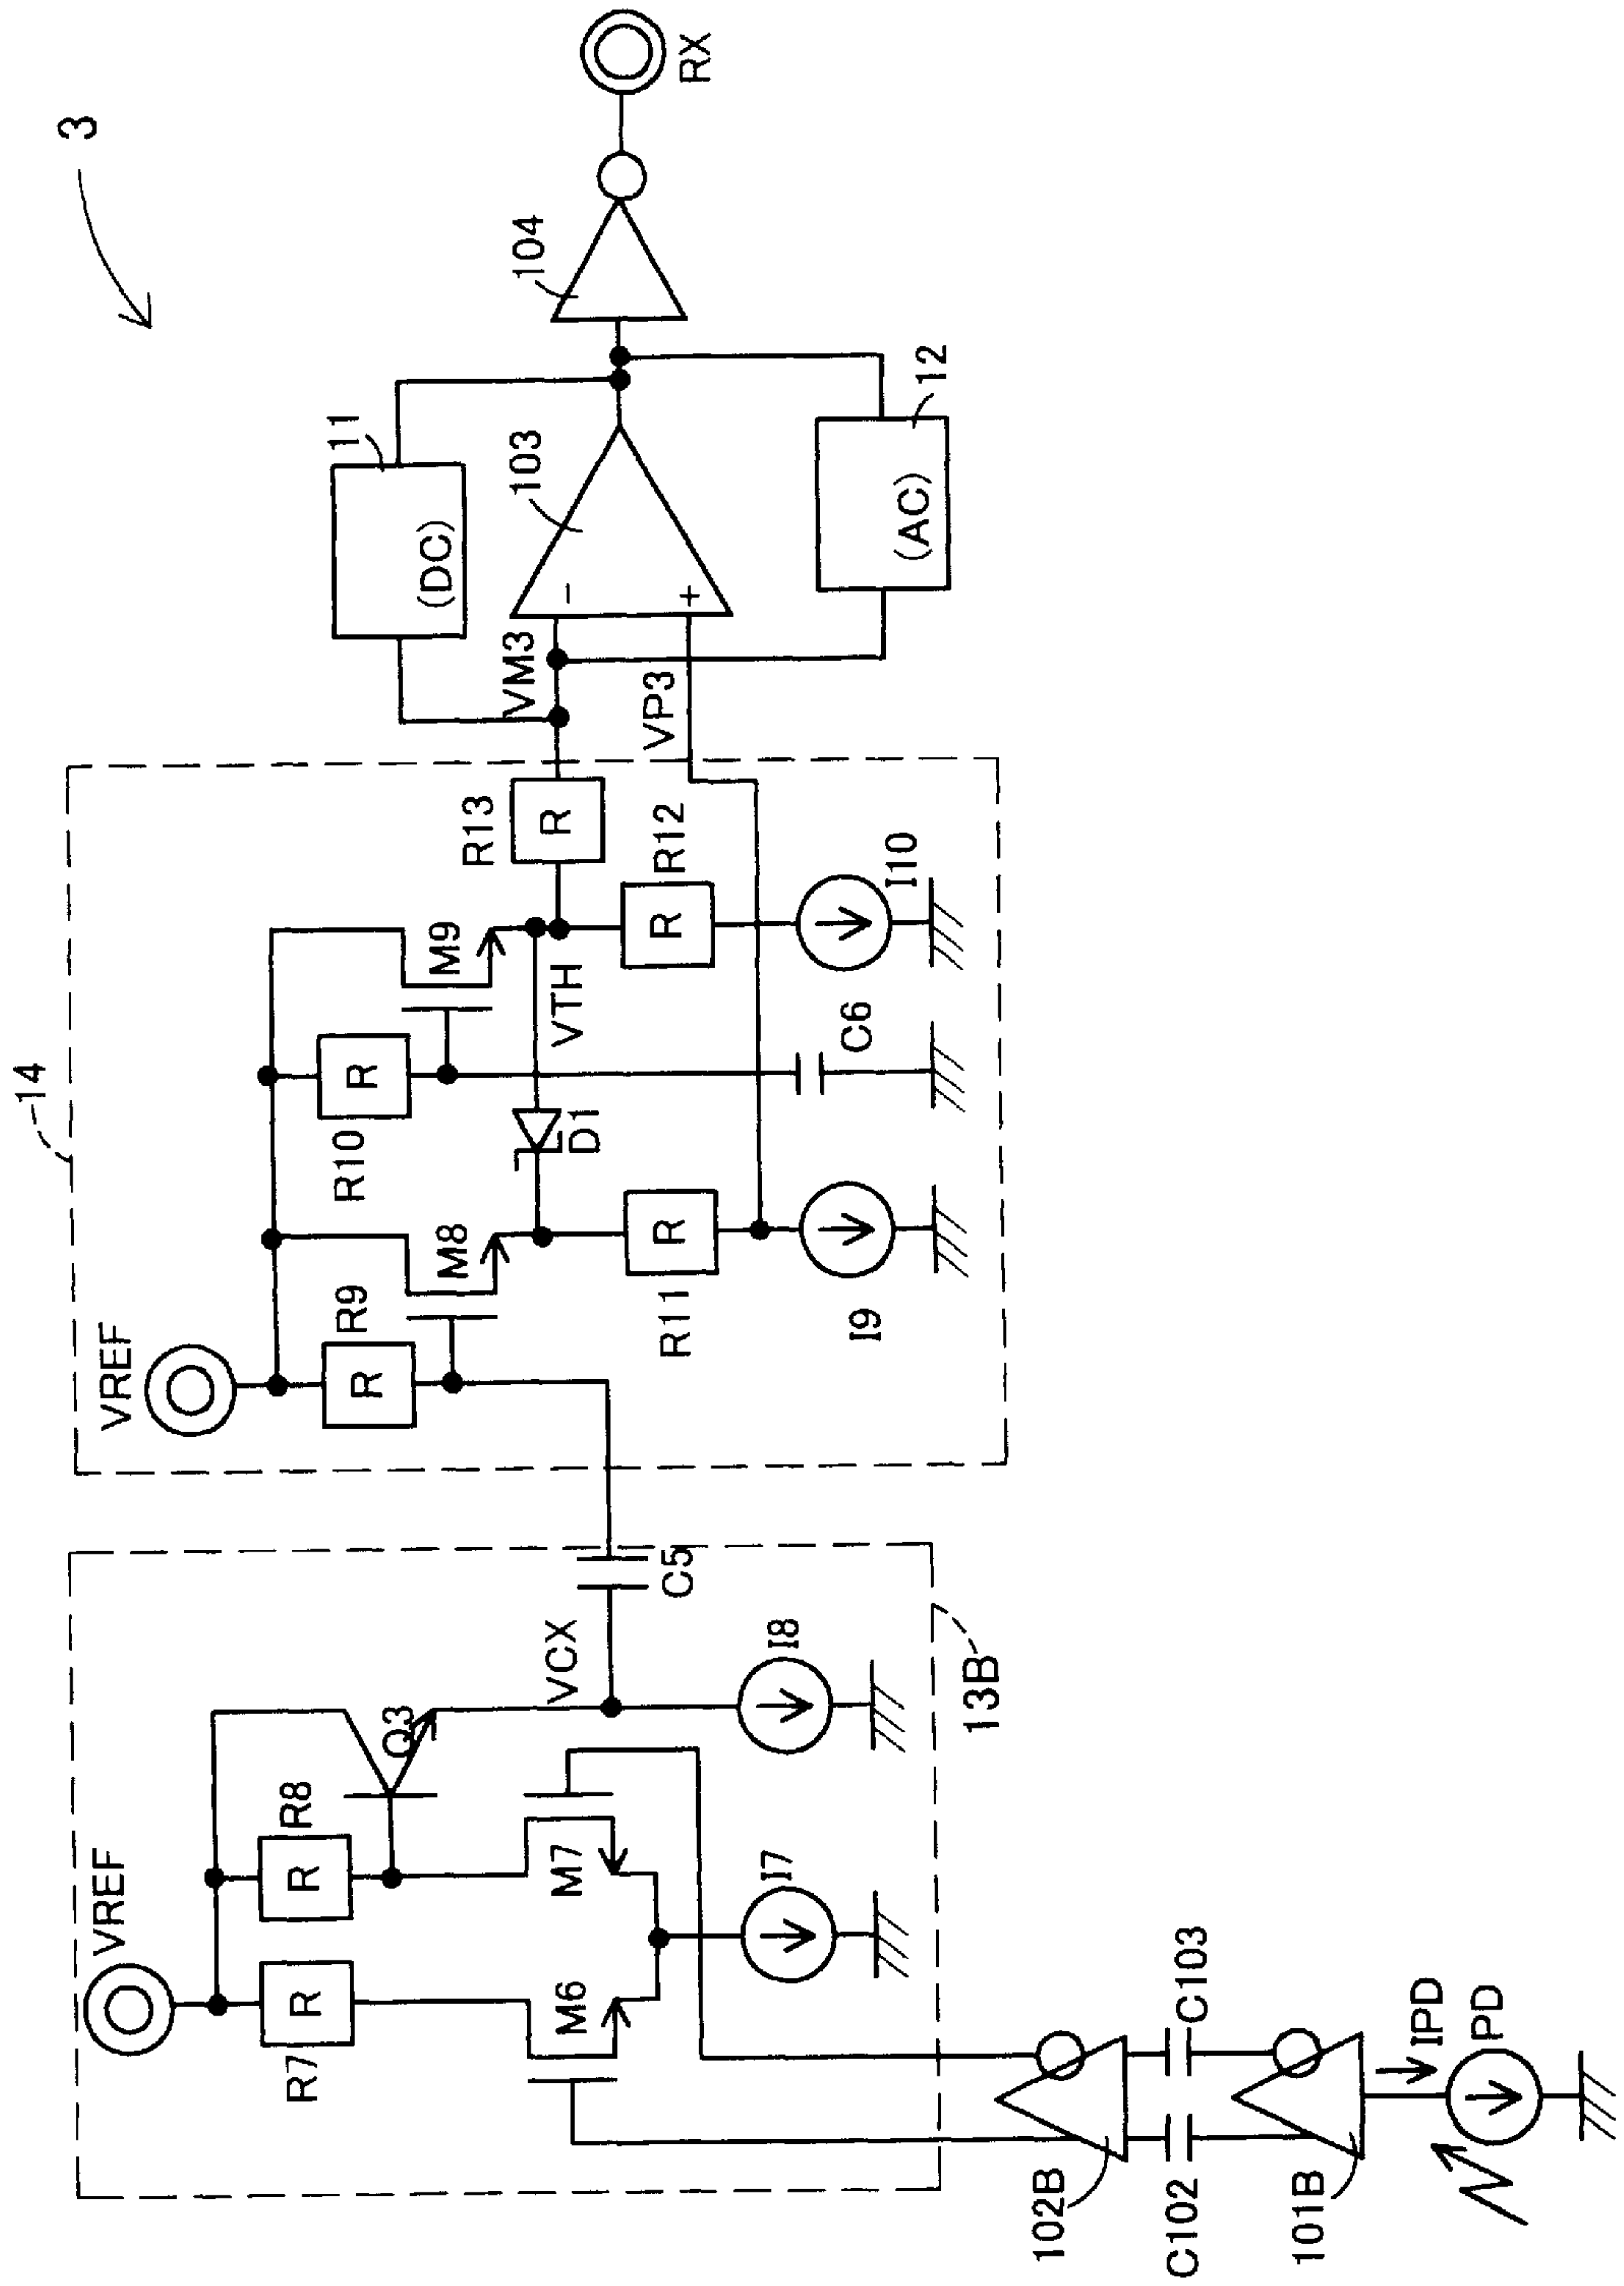 3
14
VREF
R9
R
M8
R10
R
M9
R11
R
I9
D1
VTH
C6
R12
R
I10
R13
R
VM3
VP3
11
(DC)
103
−
+
12
(AC)
104
RX
13B
VREF
R7
R
R8
R
Q3
M6
M7
I7
I8
VCX
C5
102B
C102
C103
101B
IPD
PD